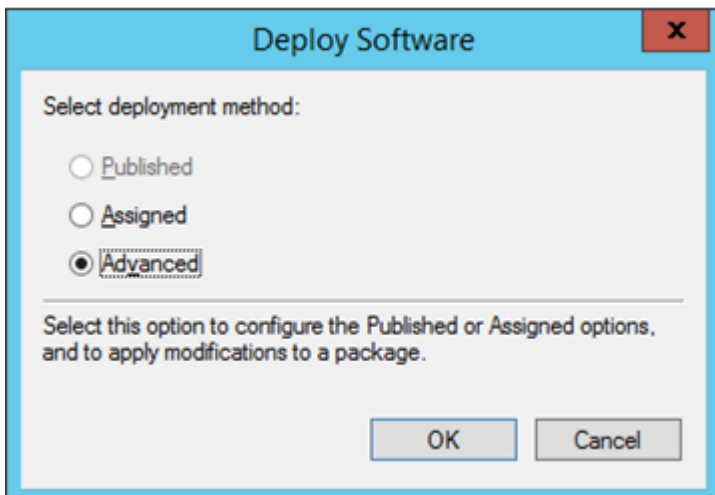 Deploy Software
x
Select deployment method:
Published
Assigned
Advanced
Select this option to configure the Published or Assigned options,
and to apply modifications to a package.
OK Cancel